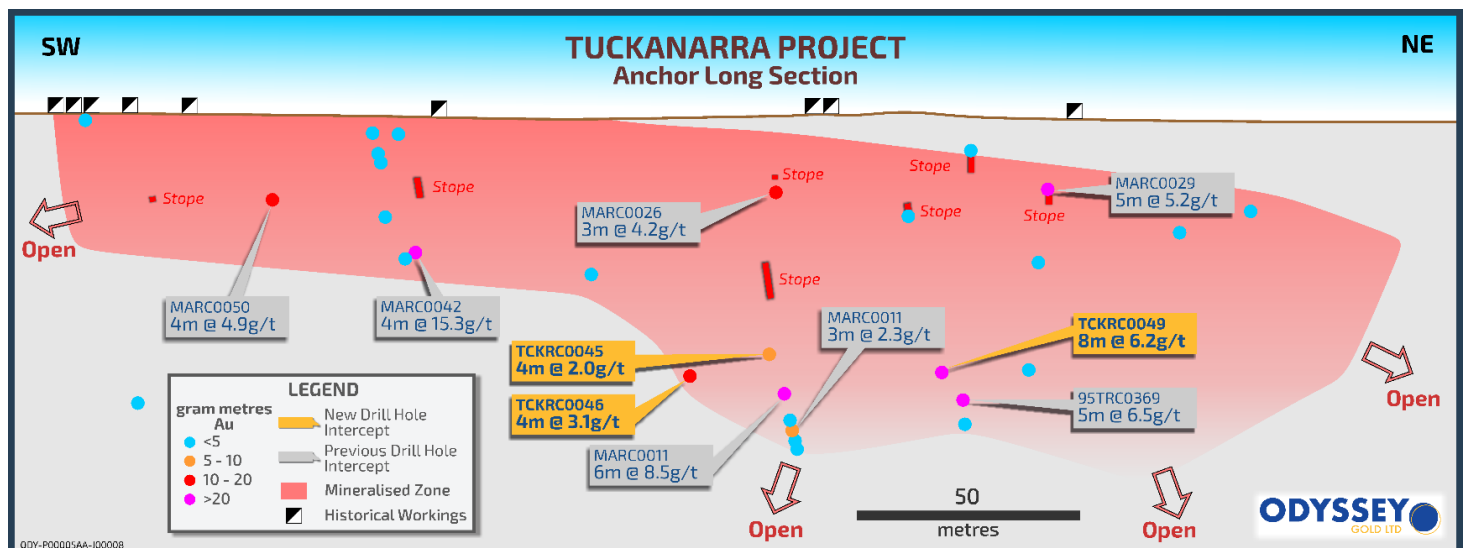 SW
TUCKANARRA PROJECT
NE
Anchor Long Section
Stope
Stope
Stope
Stope
Stope
Stope
Stope
MARC0029
5m @ 5.2g/t
MARC0026
3m @ 4.2g/t
Open
MARC0050
4m @ 4.9g/t
MARC0042
4m @ 15.3g/t
MARC0011
3m @ 2.3g/t
TCKRC0049
8m @ 6.2g/t
TCKRC0045
4m @ 2.0g/t
TCKRC0046
4m @ 3.1g/t
95TRC0369
5m @ 6.5g/t
Open
MARC0011
6m @ 8.5g/t
LEGEND
gram metres
Au
<5
5 - 10
10 - 20
>20
New Drill Hole
Intercept
Previous Drill Hole
Intercept
Mineralised Zone
Historical Workings
50
metres
Open
Open
ODYSSEY
GOLD LTD
ODY-P00005AA-J00008